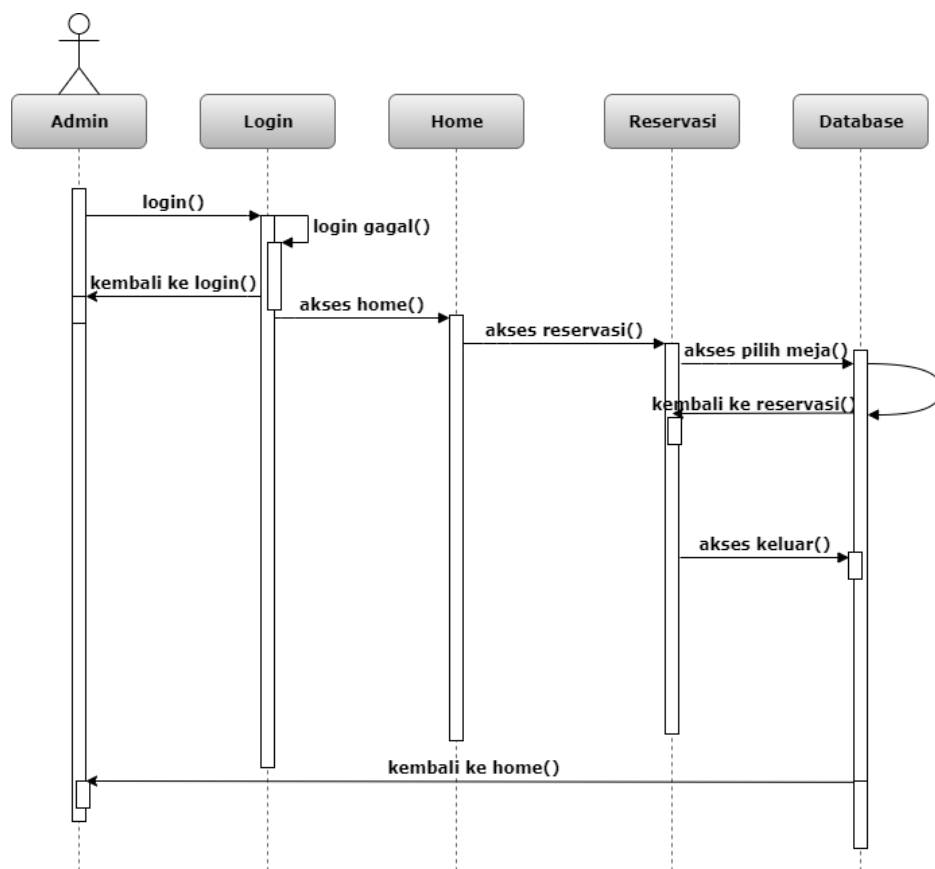 Admin
Login
Home
Reservasi
Database
login()
login gagal()
kembali ke login()
akses home()
akses reservasi()
akses pilih meja()
kembali ke reservasi()
akses keluar()
kembali ke home()